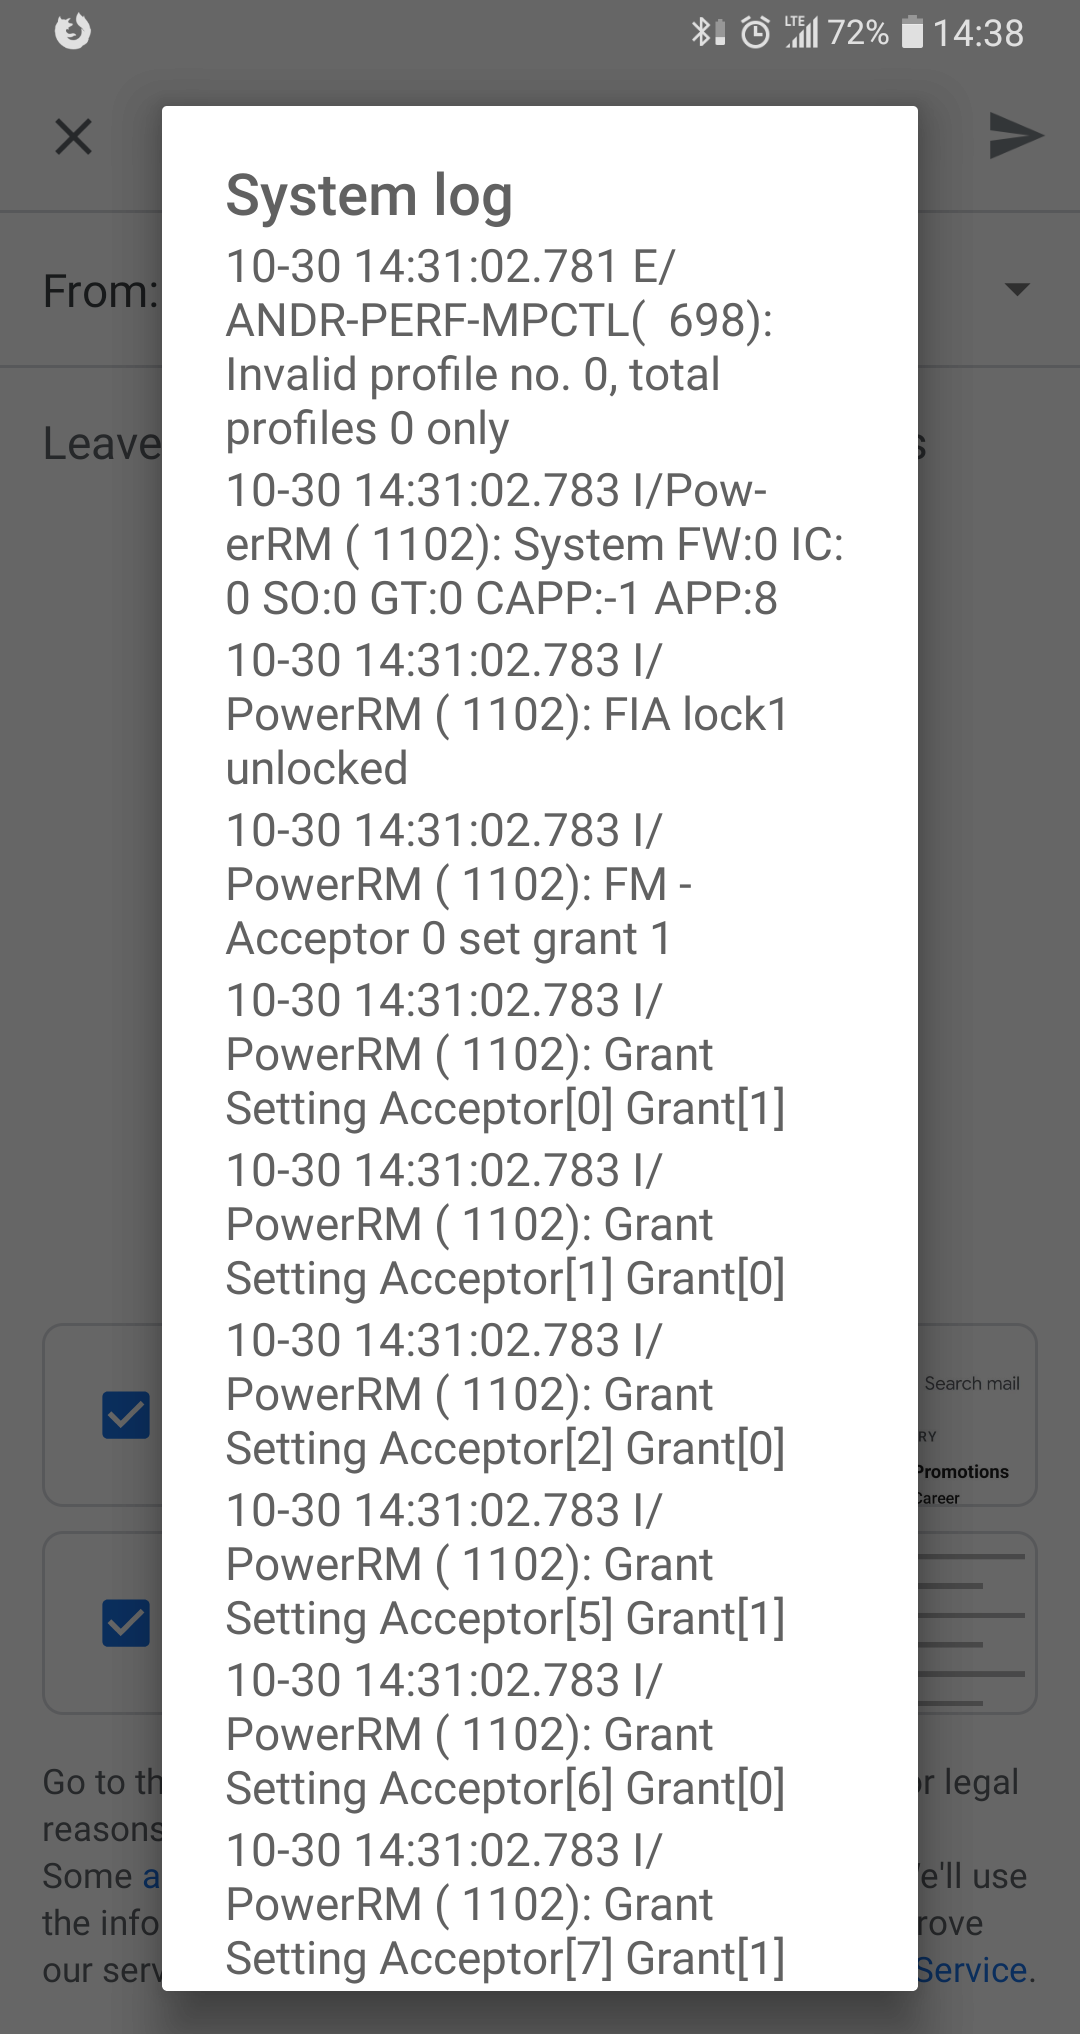 LTE 72% 14:38
From:
Leave
s
System log
10-30 14:31:02.781 E/
ANDR-PERF-MPCTL(  698):
Invalid profile no. 0, total
profiles 0 only
10-30 14:31:02.783 I/Pow-
erRM ( 1102): System FW:0 IC:
0 SO:0 GT:0 CAPP:-1 APP:8
10-30 14:31:02.783 I/
PowerRM ( 1102): FIA lock1
unlocked
10-30 14:31:02.783 I/
PowerRM ( 1102): FM -
Acceptor 0 set grant 1
10-30 14:31:02.783 I/
PowerRM ( 1102): Grant
Setting Acceptor[0] Grant[1]
10-30 14:31:02.783 I/
PowerRM ( 1102): Grant
Setting Acceptor[1] Grant[0]
10-30 14:31:02.783 I/
PowerRM ( 1102): Grant
Setting Acceptor[2] Grant[0]
10-30 14:31:02.783 I/
PowerRM ( 1102): Grant
Setting Acceptor[5] Grant[1]
10-30 14:31:02.783 I/
PowerRM ( 1102): Grant
Setting Acceptor[6] Grant[0]
10-30 14:31:02.783 I/
PowerRM ( 1102): Grant
Setting Acceptor[7] Grant[1]
Search mail
RY
Promotions
Career
Go to th
r legal
reasons
Some a
e'll use
the info
rove
our serv
Service.